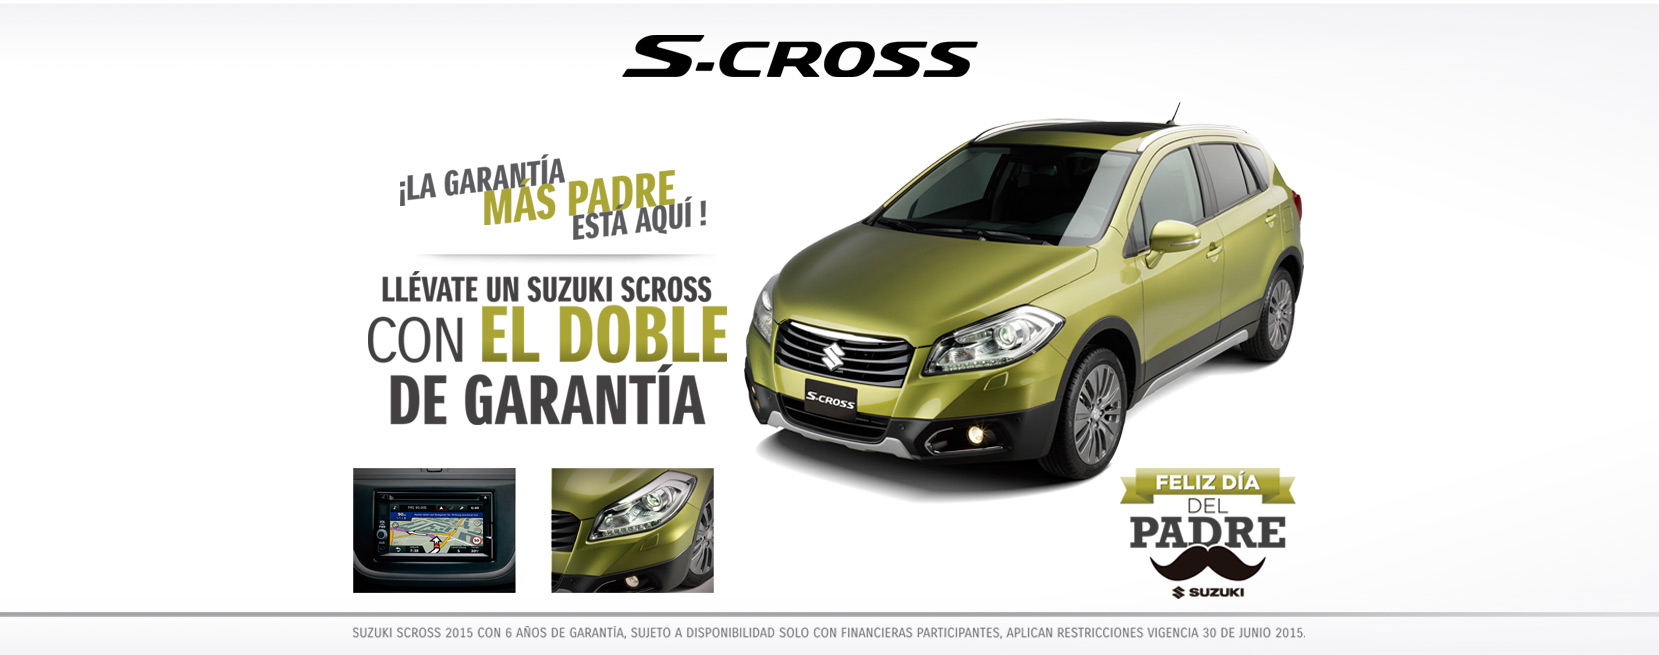 S-CROSS
¡LA GARANTÍA
MÁS PADRE
ESTÁ AQUÍ !
LLÉVATE UN SUZUKI SCROSS
CON EL DOBLE
DE GARANTÍA
S-CROSS
FELIZ DÍA
DEL
PADRE
SUZUKI
SUZUKI SCROSS 2015 CON 6 AÑOS DE GARANTÍA, SUJETO A DISPONIBILIDAD SOLO CON FINANCIERAS PARTICIPANTES, APLICAN RESTRICCIONES VIGENCIA 30 DE JUNIO 2015.